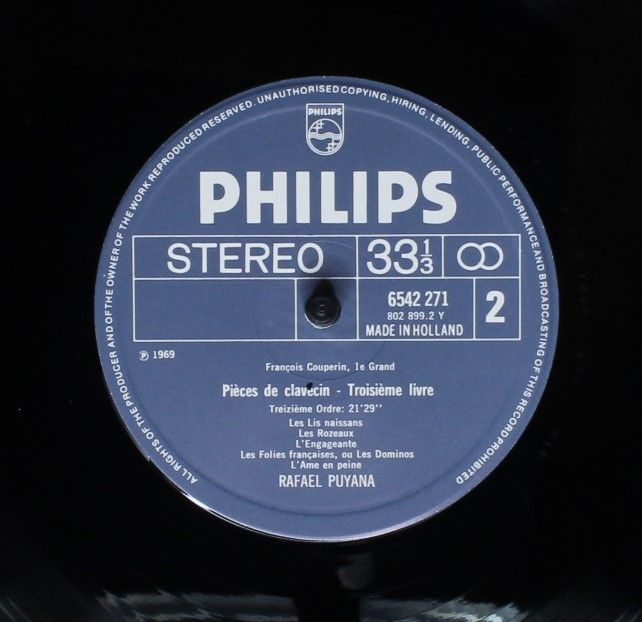 ALL RIGHTS OF THE PRODUCER AND OF THE OWNER OF THE WORK REPRODUCED RESERVED. UNAUTHORISED COPYING, HIRING, LENDING, PUBLIC PERFORMANCE AND BROADCASTING OF THIS RECORD PROHIBITED
PHILIPS
PHILIPS
STEREO 33 1/3
6542 271
802 899.2 Y
MADE IN HOLLAND
2
℗ 1969
François Couperin, le Grand
Pièces de clavecin - Troisième livre
Treizième Ordre: 21'29''
Les Lis naissans
Les Rozeaux
L'Engageante
Les Folies françaises, ou Les Dominos
L'Ame en peine
RAFAEL PUYANA